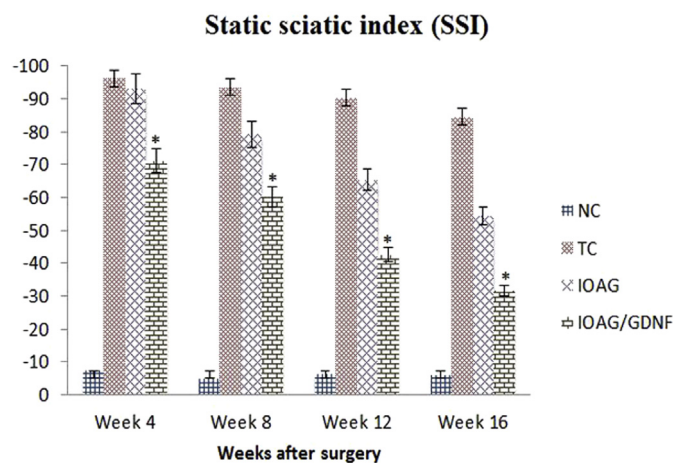 Static sciatic index (SSI)
-100
-90
-80
-70
-60
-50
-40
-30
-20
-10
0
*
*
*
*
Week 4
Week 8
Week 12
Week 16
Weeks after surgery
NC
TC
IOAG
IOAG/GDNF